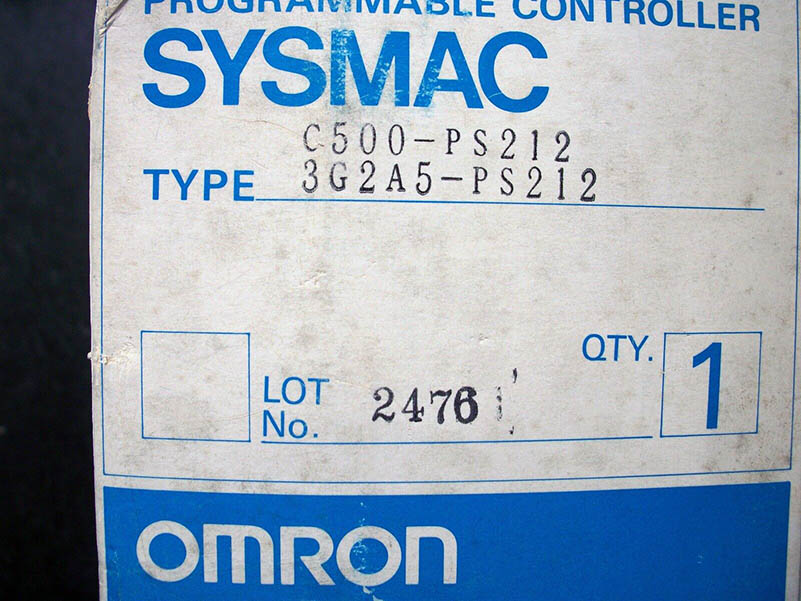 PROGRAMMABLE CONTROLLER
SYSMAC
C500-PS212
TYPE 3G2A5-PS212
QTY. 1
LOT
No. 2476
OMRON